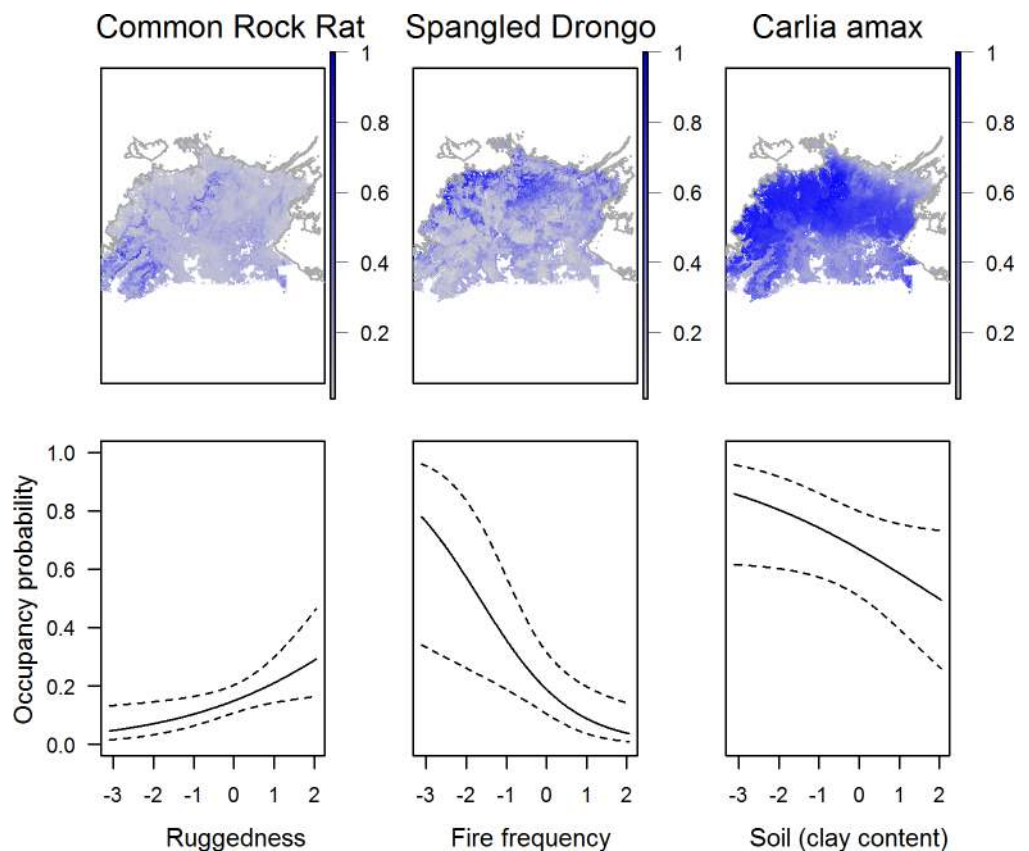 Common Rock Rat Spangled Drongo Carlia amax
1 1 1
0.8 0.8 0.8
0.6 0.6 0.6
0.4 0.4 0.4
0.2 0.2 0.2
Occupancy probability
1.0
0.8
0.6
0.4
0.2
0.0
-3 -2 -1 0 1 2 -3 -2 -1 0 1 2 -3 -2 -1 0 1 2
Ruggedness Fire frequency Soil (clay content)